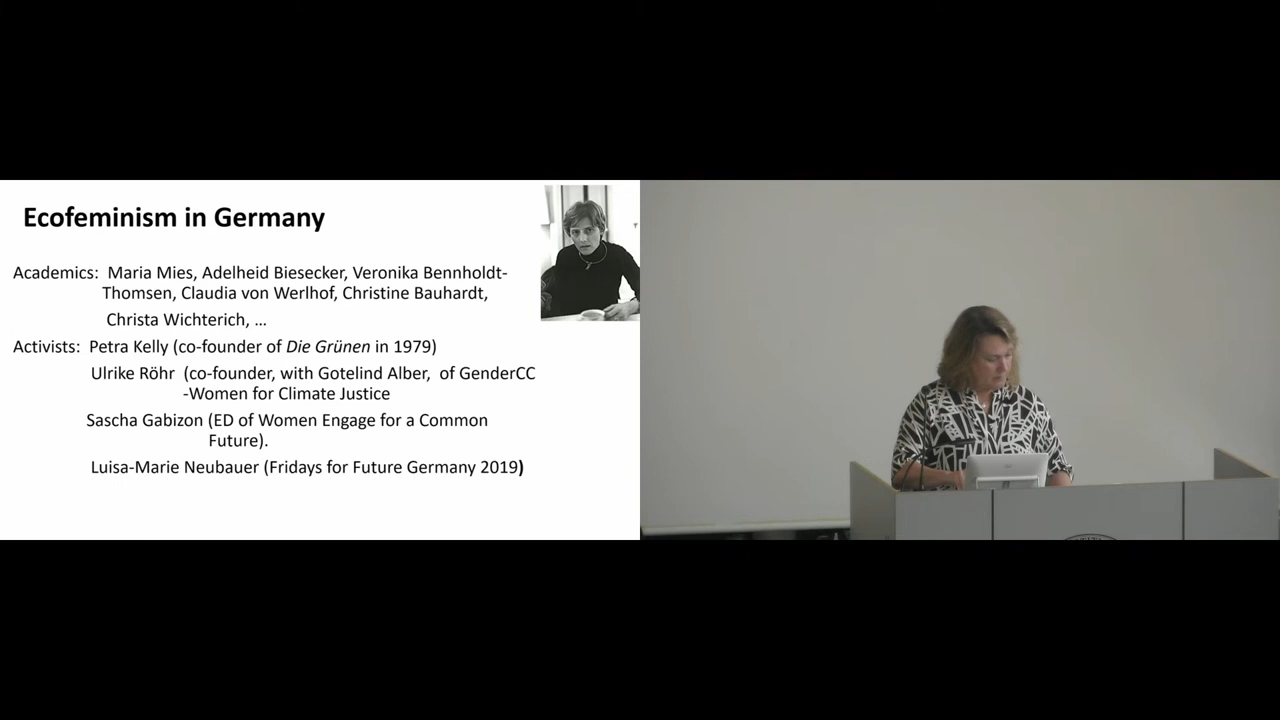 Ecofeminism in Germany
Academics: Maria Mies, Adelheid Biesecker, Veronika Bennholdt-
Thomsen, Claudia von Werlhof, Christine Bauhardt,
Christa Wichterich, ...
Activists: Petra Kelly (co-founder of Die Grünen in 1979)
Ulrike Röhr (co-founder, with Gotelind Alber, of GenderCC
-Women for Climate Justice
Sascha Gabizon (ED of Women Engage for a Common
Future).
Luisa-Marie Neubauer (Fridays for Future Germany 2019)